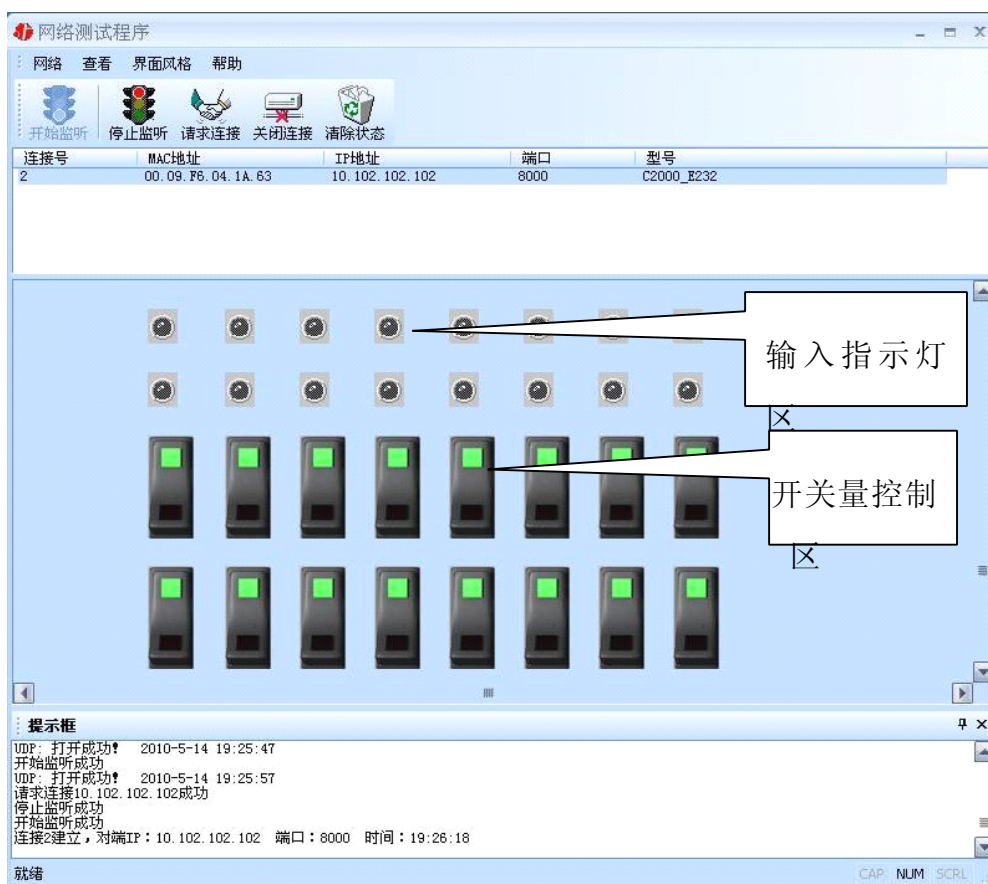 网络测试程序
网络 查看 界面风格 帮助
开始监听 停止监听 请求连接 关闭连接 清除状态
连接号 MAC地址 IP地址 端口 型号
2 00.09.F6.04.1A.63 10.102.102.102 8000 C2000_E232
输入指示灯
区
开关量控制
区
提示框
UDP: 打开成功! 2010-5-14 19:25:47
开始监听成功
UDP: 打开成功! 2010-5-14 19:25:57
请求连接10.102.102.102成功
停止监听成功
开始监听成功
连接2建立，对端IP：10.102.102.102 端口：8000 时间：19:26:18
就绪 CAP NUM SCRL